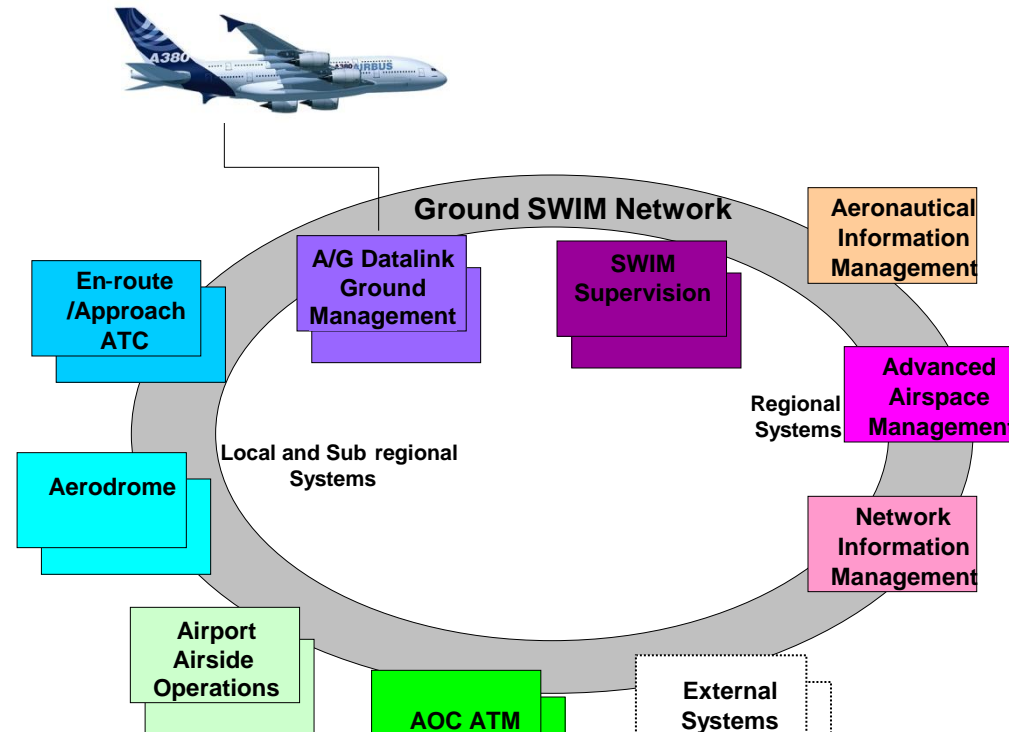 A380
A380 AIRBUS
Ground SWIM Network
Aeronautical
Information
Management
A/G Datalink
Ground
Management
SWIM
Supervision
En-route
/Approach
ATC
Advanced
Airspace
Management
Regional
Systems
Local and Sub regional
Systems
Aerodrome
Network
Information
Management
Airport
Airside
Operations
AOC ATM
External
Systems